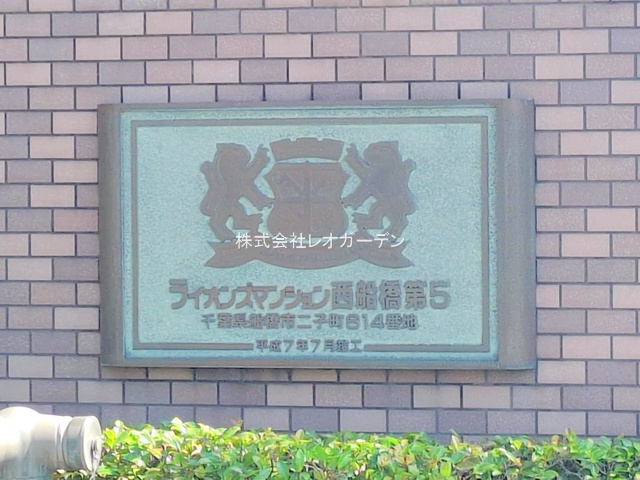 株式会社レオカーデン
ライオンズマンション西船橋第5
千葉県船橋市二子町614番地
平成7年7月竣工